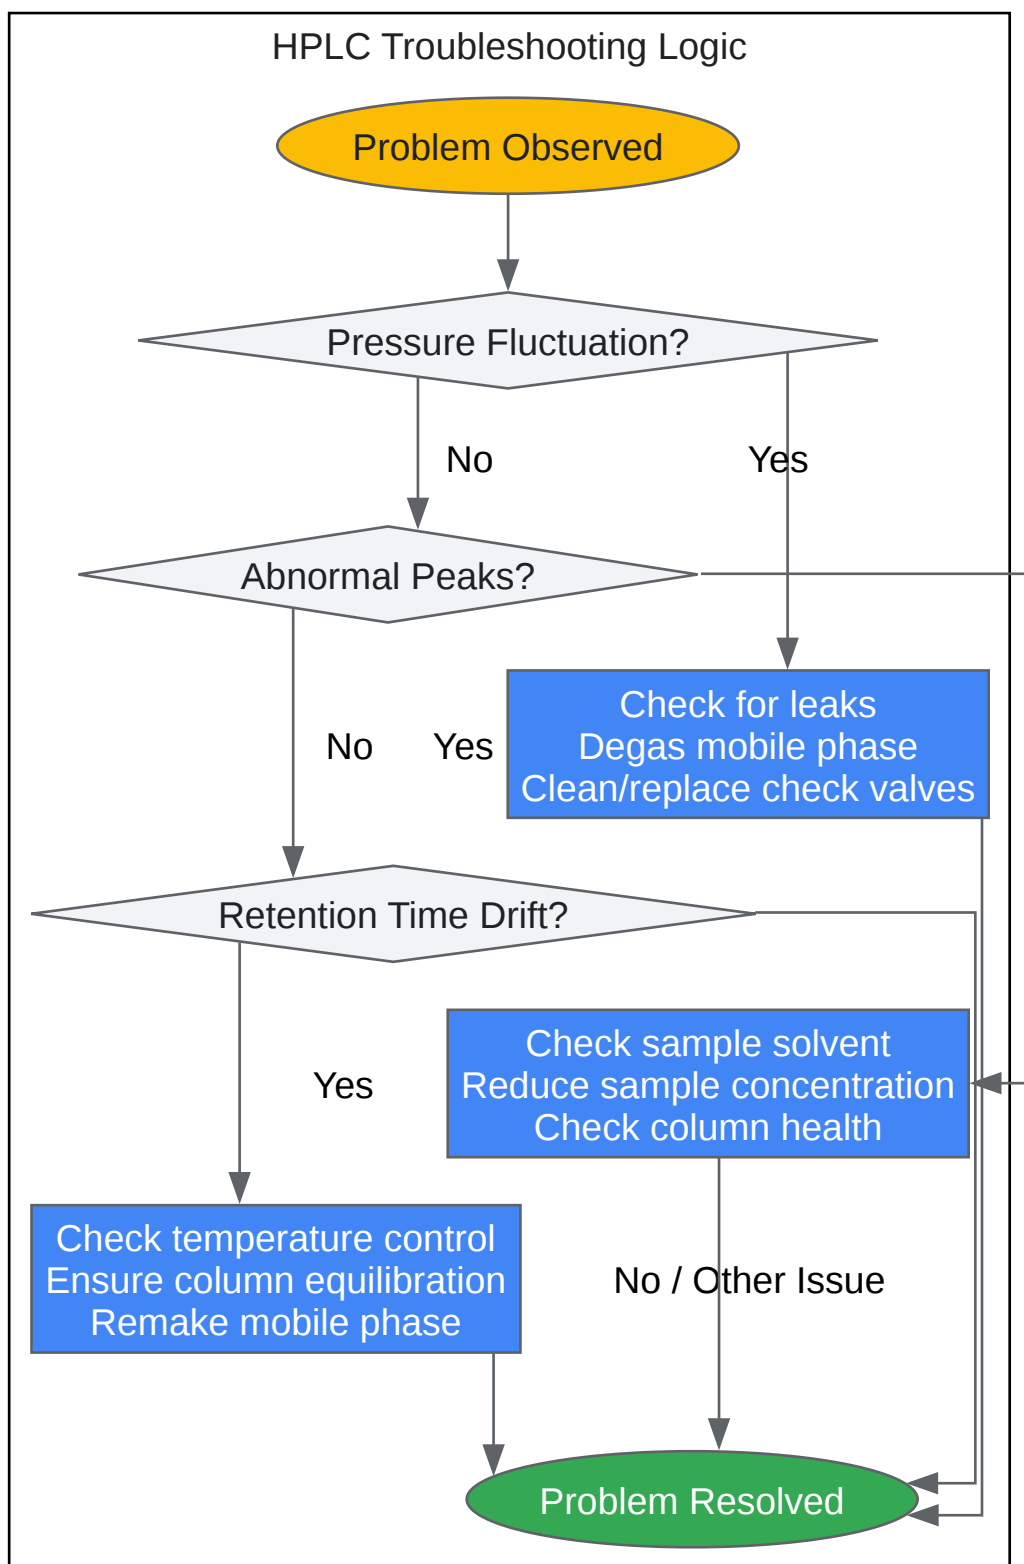 HPLC Troubleshooting Logic
Problem Observed
Pressure Fluctuation?
No
Yes
Abnormal Peaks?
No
Yes
Check for leaks
Degas mobile phase
Clean/replace check valves
Retention Time Drift?
Yes
Check sample solvent
Reduce sample concentration
Check column health
Check temperature control
Ensure column equilibration
Remake mobile phase
No / Other Issue
Problem Resolved